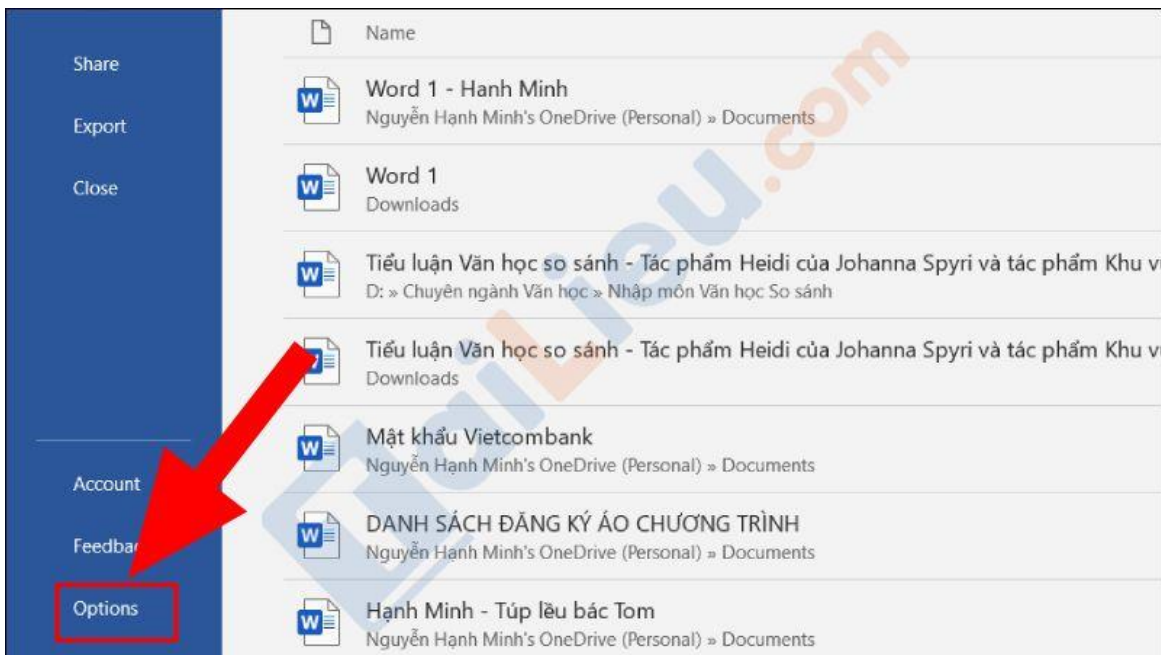 Share
Export
Close
Account
Feedba
Options
Name
Word 1 - Hanh Minh
Nguyễn Hạnh Minh's OneDrive (Personal) » Documents
Word 1
Downloads
Tiểu luận Văn học so sánh - Tác phẩm Heidi của Johanna Spyri và tác phẩm Khu v
D: » Chuyên ngành Văn học » Nhập môn Văn học So sánh
Tiểu luận Văn học so sánh - Tác phẩm Heidi của Johanna Spyri và tác phẩm Khu v
Downloads
Mật khẩu Vietcombank
Nguyễn Hạnh Minh's OneDrive (Personal) » Documents
DANH SÁCH ĐĂNG KÝ ÁO CHƯƠNG TRÌNH
Nguyễn Hạnh Minh's OneDrive (Personal) » Documents
Hạnh Minh - Túp lều bác Tom
Nguyễn Hạnh Minh's OneDrive (Personal) » Documents
TaiLieu.com